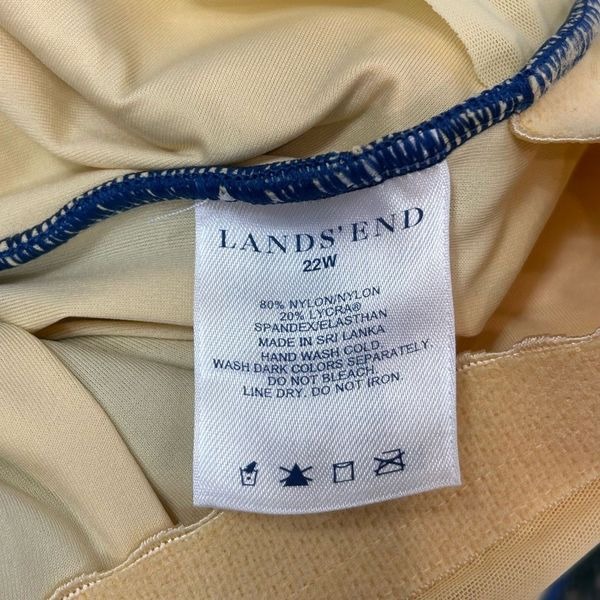 LANDS' END
22W
80% NYLON/NYLON
20% LYCRA®
SPANDEX/ELASTHAN
MADE IN SRI LANKA
HAND WASH COLD
WASH DARK COLORS SEPARATELY.
DO NOT BLEACH.
LINE DRY. DO NOT IRON.